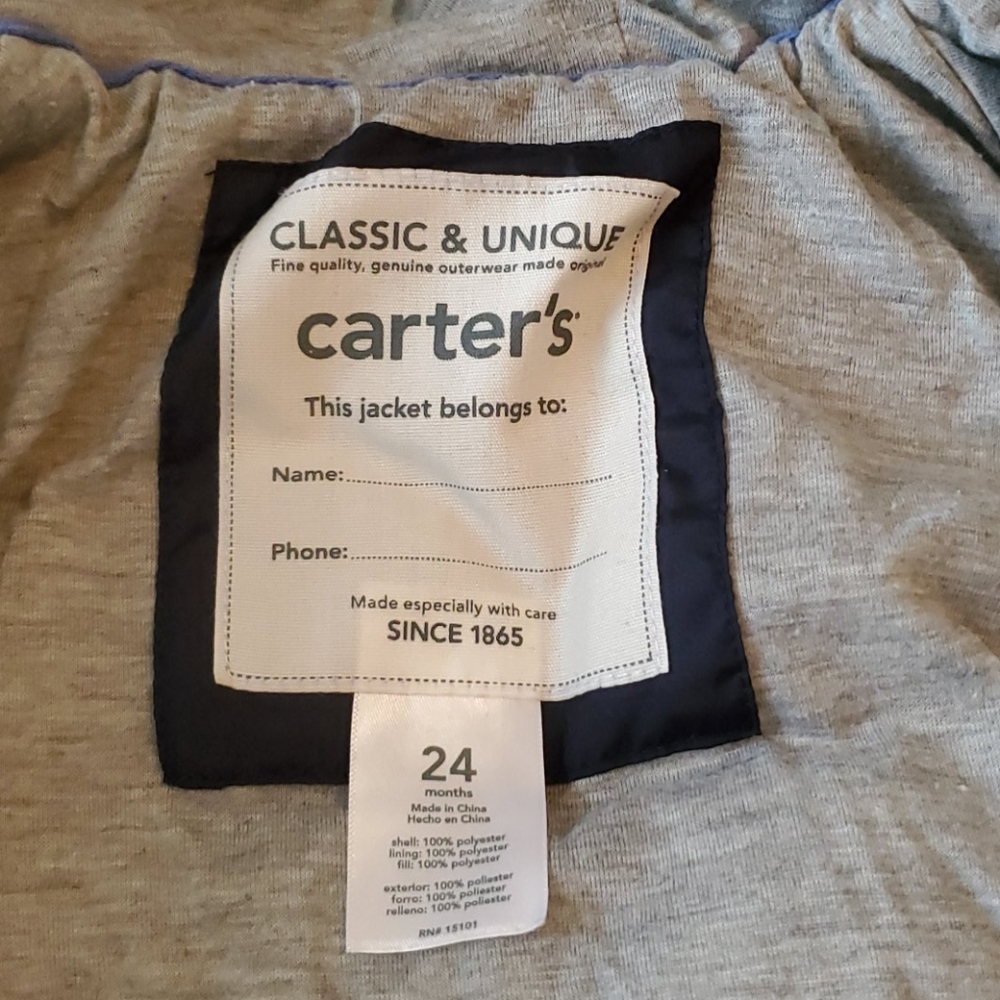 CLASSIC & UNIQUE
Fine quality, genuine outerwear made original
carter's
This jacket belongs to:
Name:
Phone:
Made especially with care
SINCE 1865
24
months
Made in China
Hecho en China
shell: 100% polyester
lining: 100% polyester
fill: 100% polyester
exterior: 100% poliester
forro: 100% poliester
relleno: 100% poliester
RN# 15101